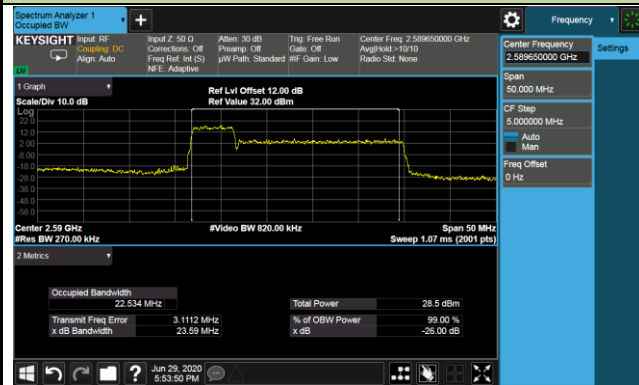 Spectrum Analyzer 1
Occupied BW
Frequency
KEYSIGHT
Input: RF
Coupling: DC
Align: Auto
Input Z: 50 Ω
Corrections: Off
Freq Ref: Int (S)
NFE: Adaptive
Atten: 30 dB
Preamp: Off
µW Path: Standard
Trig: Free Run
Gate: Off
#IF Gain: Low
Center Freq: 2.589650000 GHz
Avg|Hold:>10/10
Radio Std: None
Center Frequency
2.589650000 GHz
Settings
Span
50.000 MHz
CF Step
5.000000 MHz
Auto
Man
Freq Offset
0 Hz
1 Graph
Scale/Div 10.0 dB
Ref Lvl Offset 12.00 dB
Ref Value 32.00 dBm
Log
22.0
12.0
2.00
-8.00
-18.0
-28.0
-38.0
-48.0
-58.0
Center 2.59 GHz
#Res BW 270.00 kHz
#Video BW 820.00 kHz
Span 50 MHz
Sweep 1.07 ms (2001 pts)
2 Metrics
Occupied Bandwidth
22.534 MHz
Total Power 28.5 dBm
Transmit Freq Error 3.1112 MHz
% of OBW Power 99.00 %
x dB Bandwidth 23.59 MHz
x dB -26.00 dB
?
Jun 29, 2020
5:53:50 PM